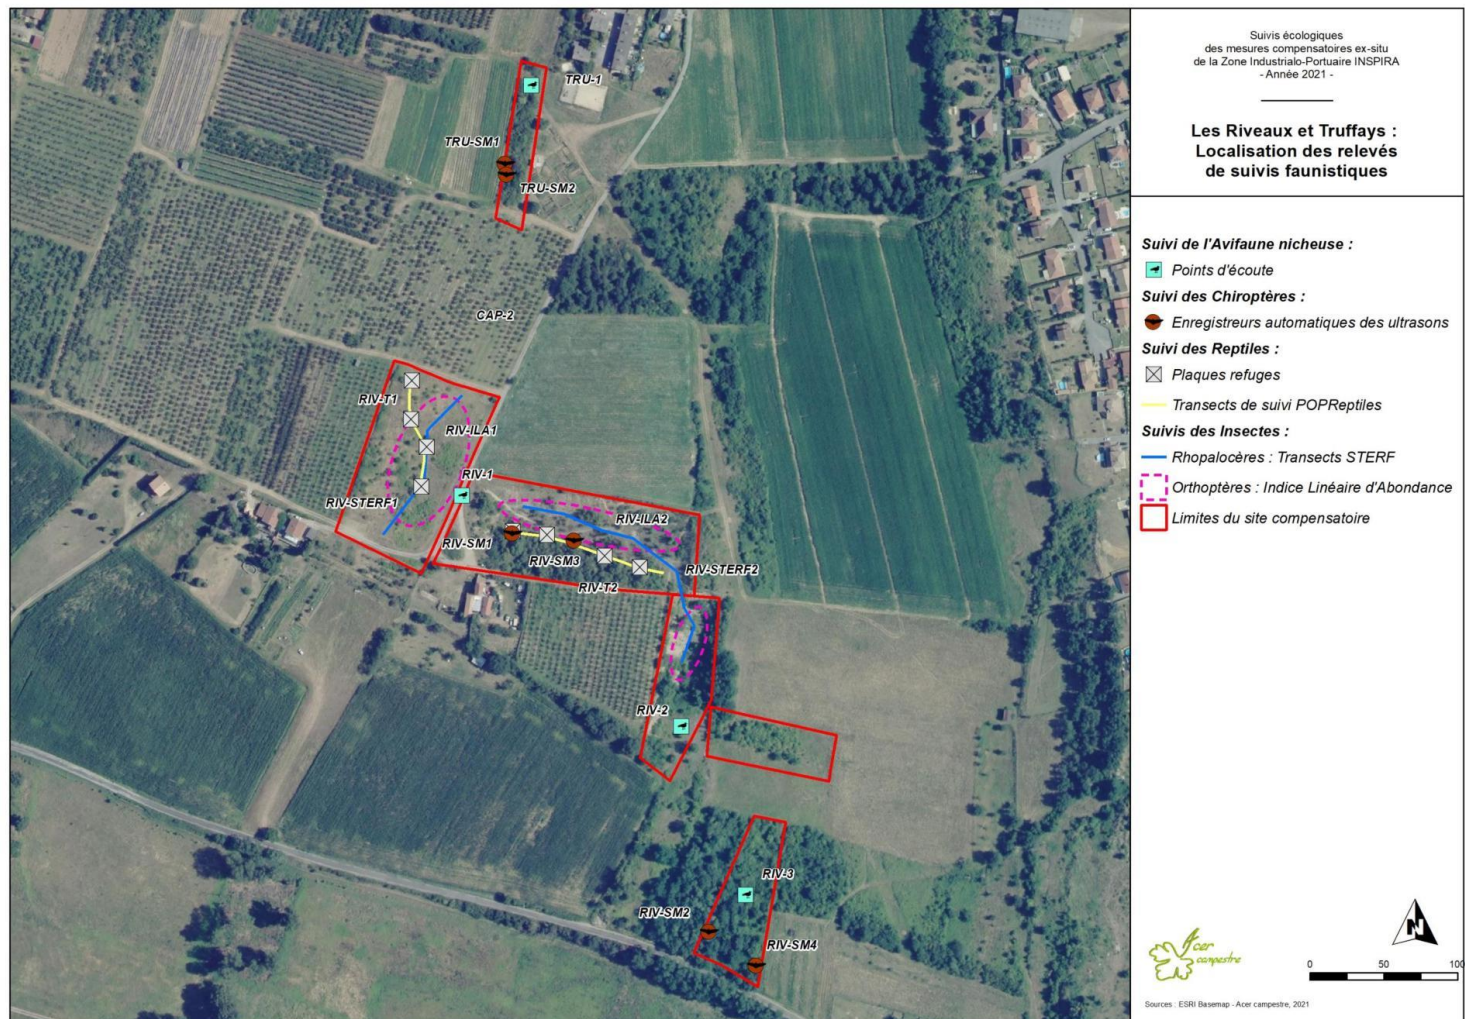 Suivis écologiques
des mesures compensatoires ex-situ
de la Zone Industrialo-Portuaire INSPIRA
- Année 2021 -
Les Riveaux et Truffays :
Localisation des relevés
de suivis faunistiques
Suivi de l'Avifaune nicheuse :
Points d'écoute
Suivi des Chiroptères :
Enregistreurs automatiques des ultrasons
Suivi des Reptiles :
Plaques refuges
Transects de suivi POPReptiles
Suivis des Insectes :
Rhopalocères : Transects STERF
Orthoptères : Indice Linéaire d'Abondance
Limites du site compensatoire
TRU-1
TRU-SM1
TRU-SM2
CAP-2
RIV-T1
RIV-ILA1
RIV-1
RIV-STERF1
RIV-ILA2
RIV-SM1
RIV-SM3
RIV-STERF2
RIV-T2
RIV-2
RIV-3
RIV-SM2
RIV-SM4
Acer
campestre
N
0 50 100
Sources : ESRI Basemap - Acer campestre, 2021